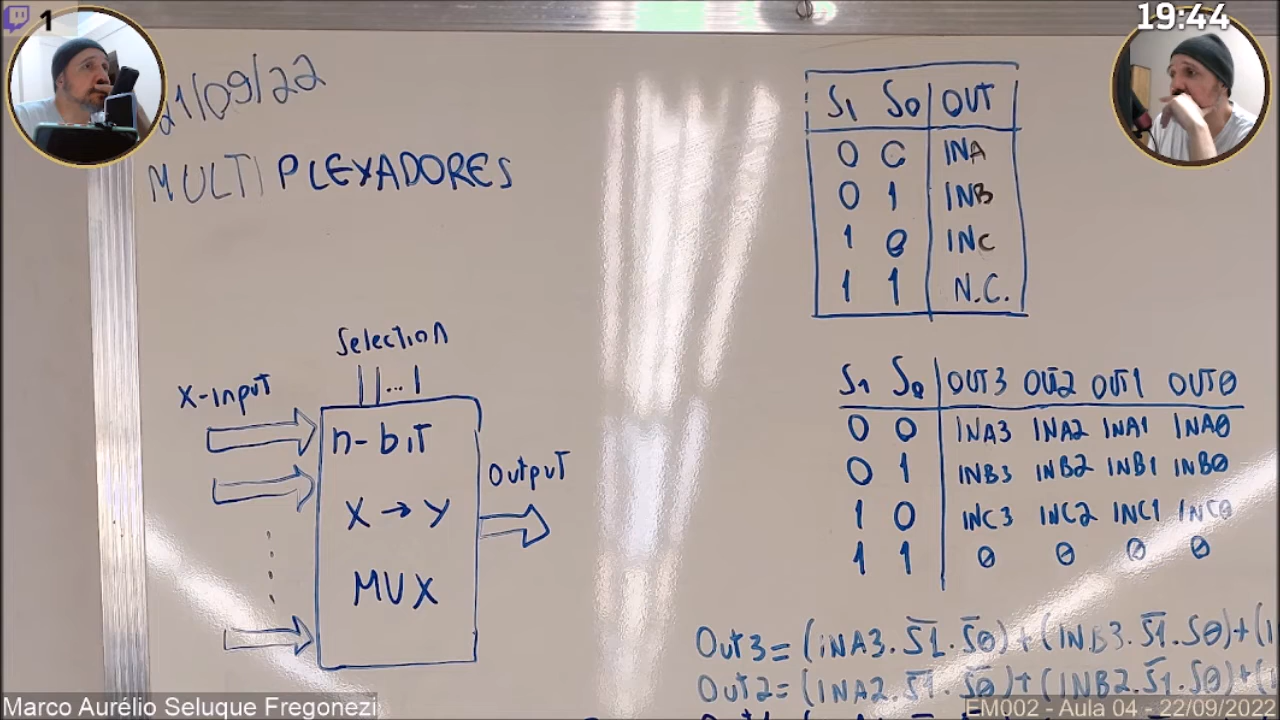 1
19:44
21/09/22
MULTIPLEXADORES
S1 S0 OUT
0 0 INA
0 1 INB
1 0 INC
1 1 N.C.
Selection
...
X-Input
n-bit
X → Y
MUX
Output
S1 S0 OUT3 OUT2 OUT1 OUT0
0 0 INA3 INA2 INA1 INA0
0 1 INB3 INB2 INB1 INB0
1 0 INC3 INC2 INC1 INC0
1 1 0 0 0 0
Out3=(INA3.S̅1̅.S̅0̅)+(INB3.S̅1̅.S0)+(
Out2=(INA2.S̅1̅.S̅0̅)+(INB2.S̅1̅.S0)+(
Marco Aurélio Seluque Fregonezi
EM002 - Aula 04 - 22/09/2022